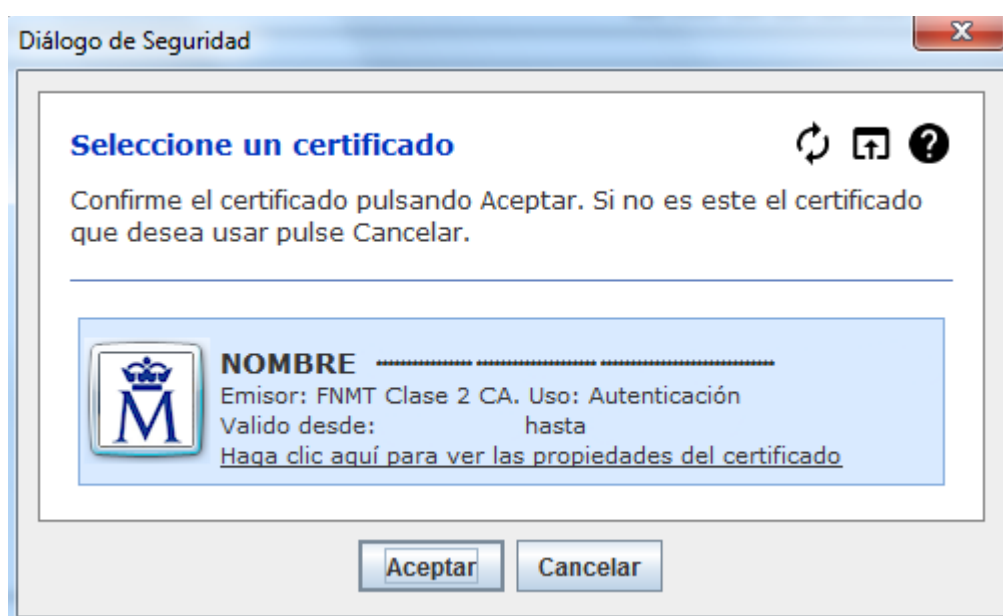 Diálogo de Seguridad
Seleccione un certificado
Confirme el certificado pulsando Aceptar. Si no es este el certificado
que desea usar pulse Cancelar.
NOMBRE
Emisor: FNMT Clase 2 CA. Uso: Autenticación
Valido desde: hasta
Haga clic aquí para ver las propiedades del certificado
Aceptar Cancelar